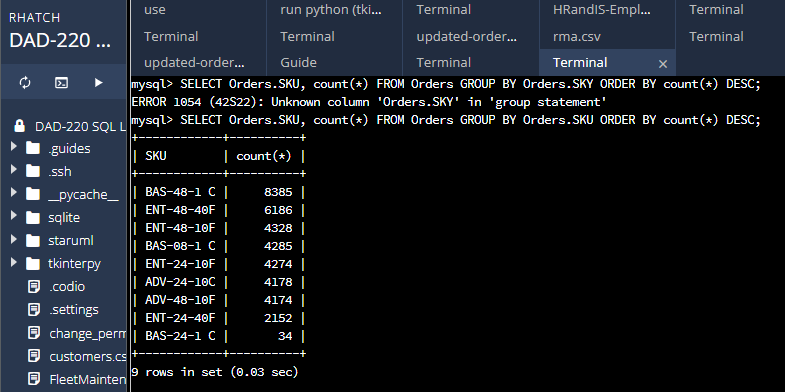 RHATCH
DAD-220 ...
use
run python (tki...
Terminal
HRandIS-Empl...
Terminal
Terminal
Terminal
updated-order...
rma.csv
Terminal
updated-order...
Guide
Terminal
Terminal
DAD-220 SQL L
.guides
.ssh
__pycache__
sqlite
staruml
tkinterpy
.codio
.settings
change_perm
customers.cs
FleetMainten
mysql> SELECT Orders.SKU, count(*) FROM Orders GROUP BY Orders.SKY ORDER BY count(*) DESC;
ERROR 1054 (42S22): Unknown column 'Orders.SKY' in 'group statement'
mysql> SELECT Orders.SKU, count(*) FROM Orders GROUP BY Orders.SKU ORDER BY count(*) DESC;
+------------+----------+
| SKU        | count(*) |
+------------+----------+
| BAS-48-1 C |     8385 |
| ENT-48-40F |     6186 |
| ENT-48-10F |     4328 |
| BAS-08-1 C |     4285 |
| ENT-24-10F |     4274 |
| ADV-24-10C |     4178 |
| ADV-48-10F |     4174 |
| ENT-24-40F |     2152 |
| BAS-24-1 C |       34 |
+------------+----------+
9 rows in set (0.03 sec)